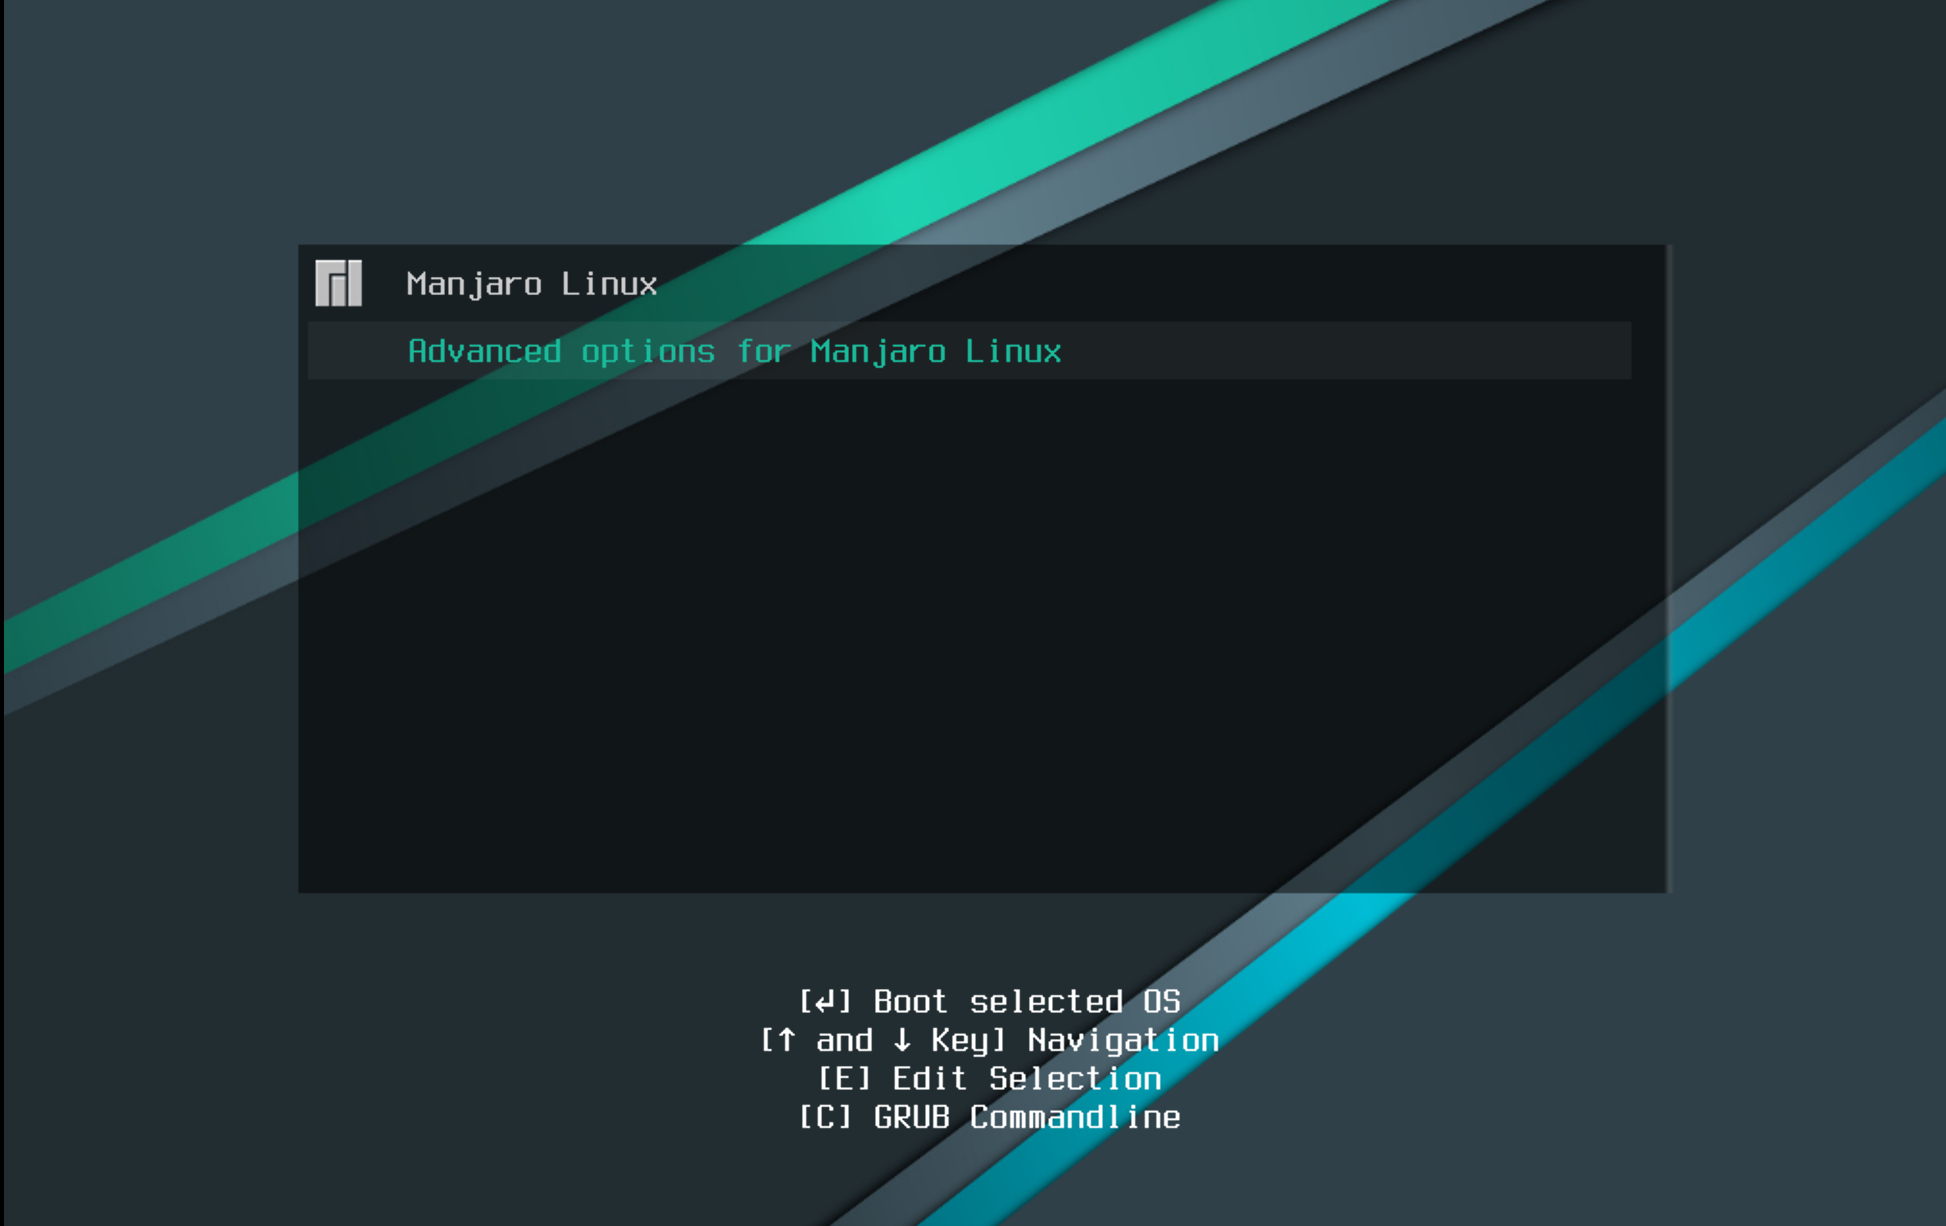 Manjaro Linux
Advanced options for Manjaro Linux
[↲] Boot selected OS
[↑ and ↓ Key] Navigation
[E] Edit Selection
[C] GRUB Commandline